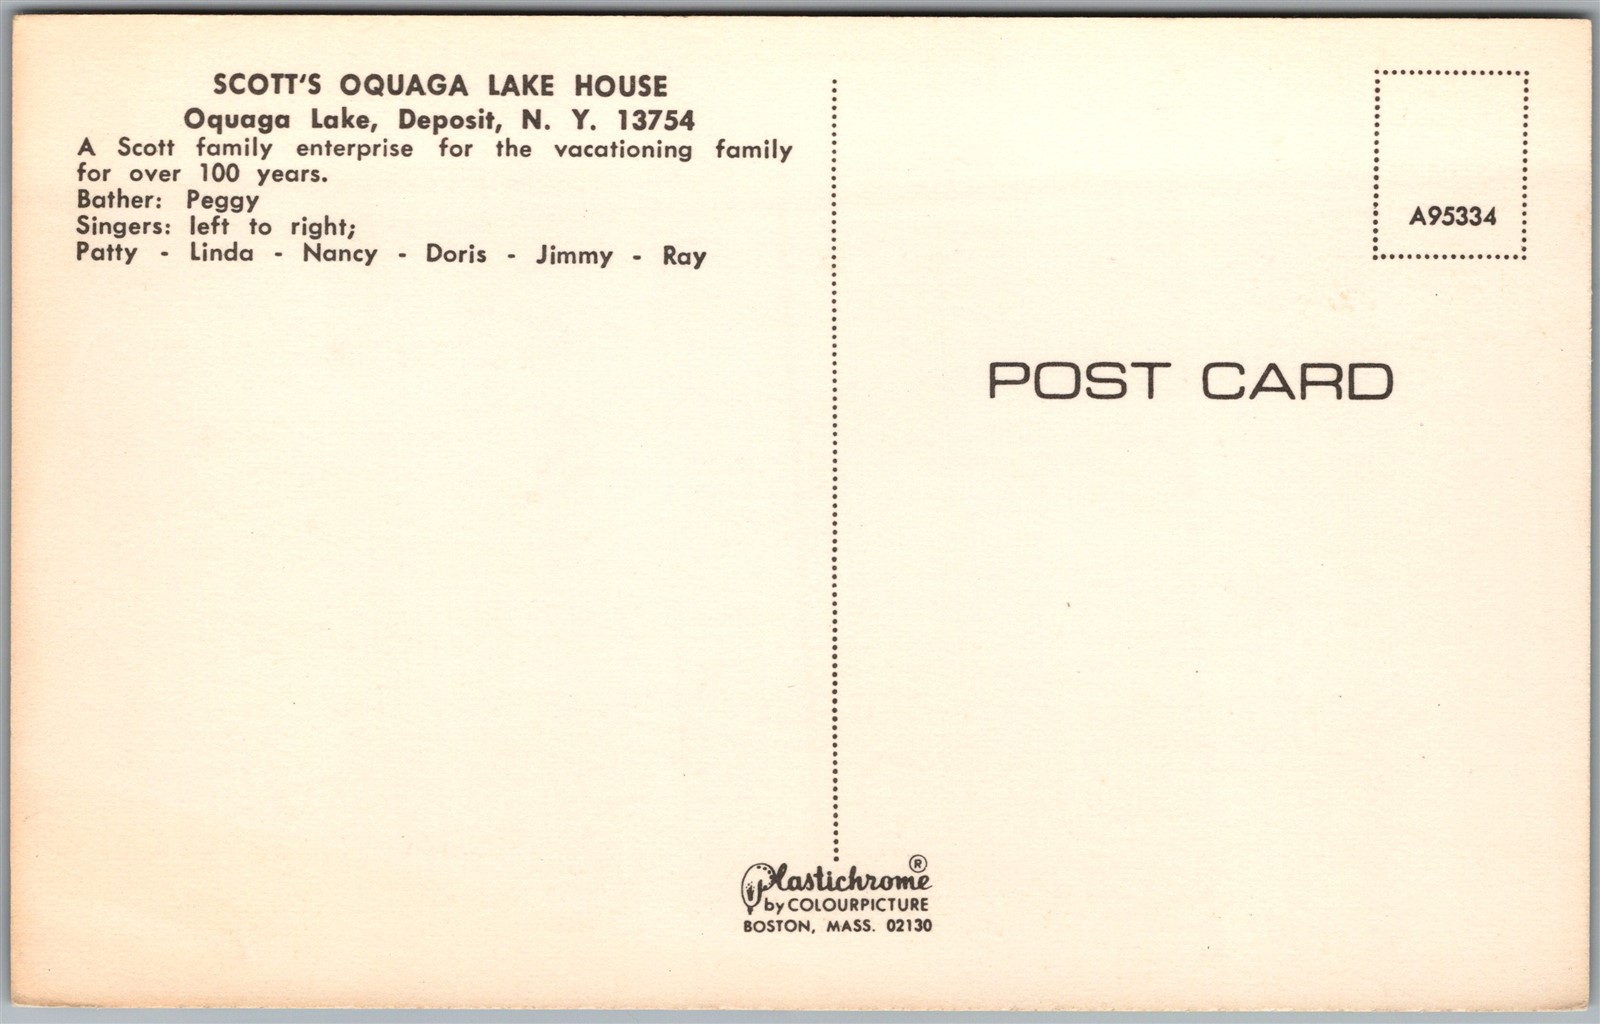 SCOTT'S OQUAGA LAKE HOUSE
Oquaga Lake, Deposit, N. Y. 13754
A Scott family enterprise for the vacationing family
for over 100 years.
Bather: Peggy
Singers: left to right;
Patty - Linda - Nancy - Doris - Jimmy - Ray
A95334
POST CARD
Plastichrome ®
by COLOURPICTURE
BOSTON, MASS. 02130